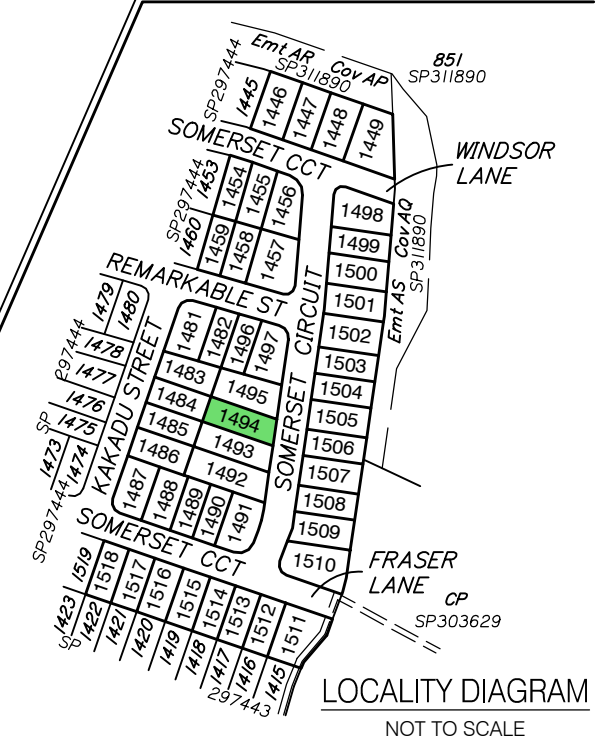 Emt AR
Cov AP
SP311890
851
SP311890
SP297444
1445
1446
1447
1448
1449
SOMERSET CCT
WINDSOR
LANE
SP297444
1453
1454
1455
1456
1460
1459
1458
1457
1498
1499
1500
1501
1502
1503
1504
1505
1506
1507
1508
1509
1510
Emt AS
Cov AQ
SP311890
REMARKABLE ST
SOMERSET CIRCUIT
KAKADU STREET
1479
1480
297444
1478
1477
1476
SP
1475
1473
1474
SP297444
1481
1482
1496
1497
1483
1495
1484
1494
1485
1493
1486
1492
1487
1488
1489
1490
1491
SOMERSET CCT
FRASER
LANE
CP
SP303629
1519
1518
1517
1516
1515
1514
1513
1512
1511
1423
1422
1421
1420
1419
1418
1417
1416
1415
SP
297443
LOCALITY DIAGRAM
NOT TO SCALE